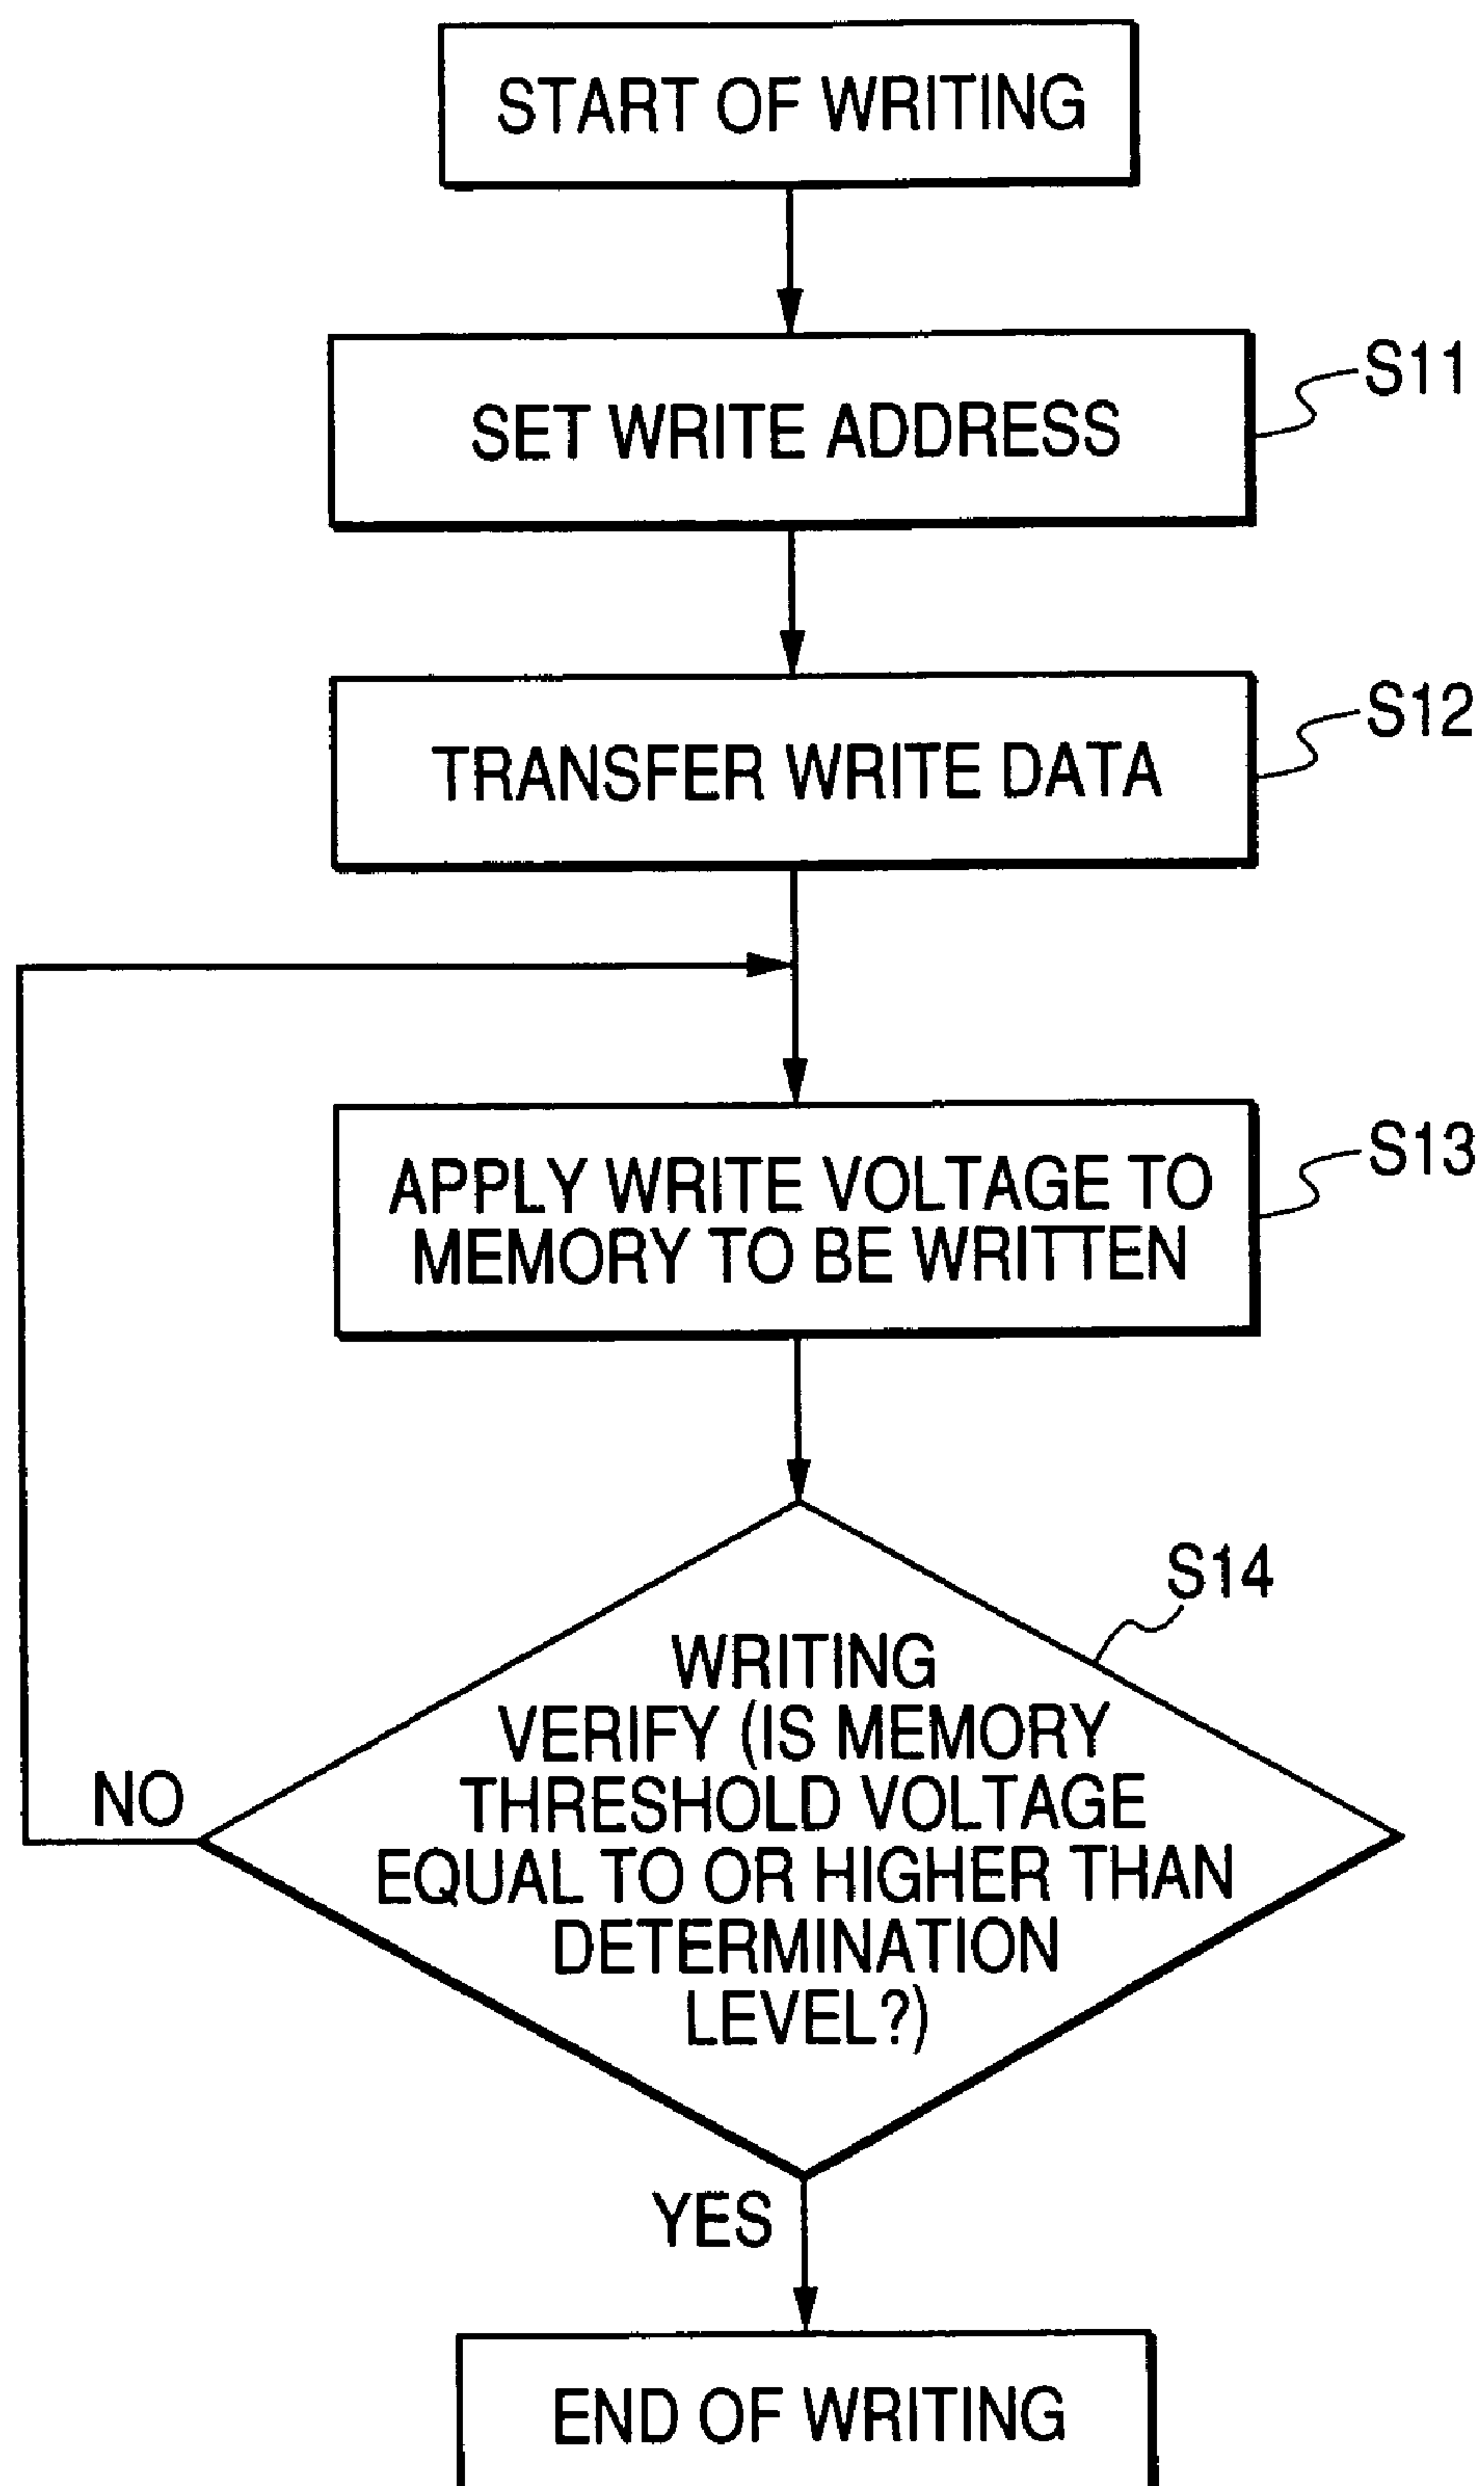 START OF WRITING
S11
SET WRITE ADDRESS
S12
TRANSFER WRITE DATA
S13
APPLY WRITE VOLTAGE TO
MEMORY TO BE WRITTEN
S14
WRITING
VERIFY (IS MEMORY
THRESHOLD VOLTAGE
EQUAL TO OR HIGHER THAN
DETERMINATION
LEVEL?)
NO
YES
END OF WRITING